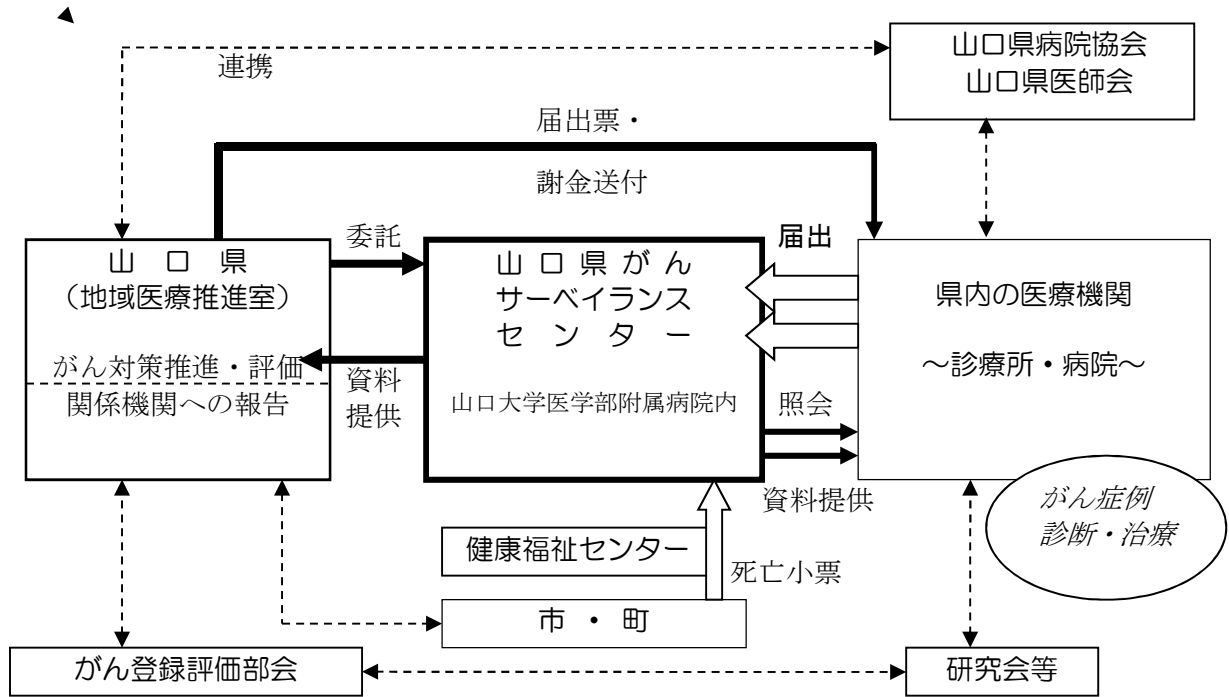 山口県病院協会
山口県医師会
連携
届出票・
謝金送付
山 口 県
（地域医療推進室）
がん対策推進・評価
関係機関への報告
委託
資料
提供
山 口 県 が ん
サーベイランス
セ ン タ ー
山口大学医学部附属病院内
届出
照会
資料提供
県内の医療機関
～診療所・病院～
がん症例
診断・治療
健康福祉センター
死亡小票
市 ・ 町
がん登録評価部会
研究会等